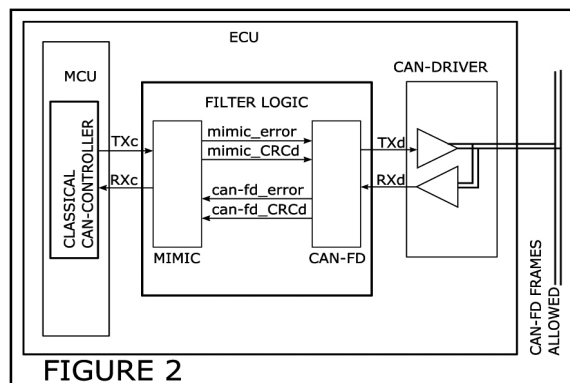 ECU
MCU
CLASSICAL
CAN-CONTROLLER
TXc
RXc
FILTER LOGIC
mimic_error
mimic_CRCd
can-fd_error
can-fd_CRCd
MIMIC
CAN-FD
TXd
RXd
CAN-DRIVER
CAN-FD FRAMES
ALLOWED
FIGURE 2